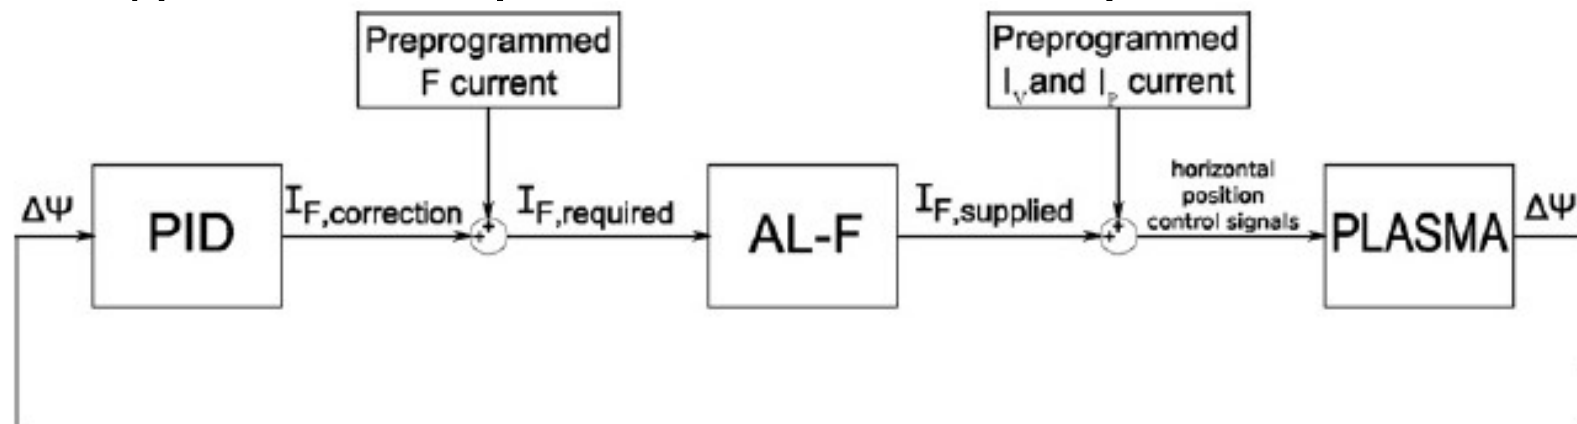 Preprogrammed
F current
Preprogrammed
I_V and I_P current
ΔΨ
PID
I_F,correction
+
+
I_F,required
AL-F
I_F,supplied
+
+
horizontal
position
control signals
PLASMA
ΔΨ